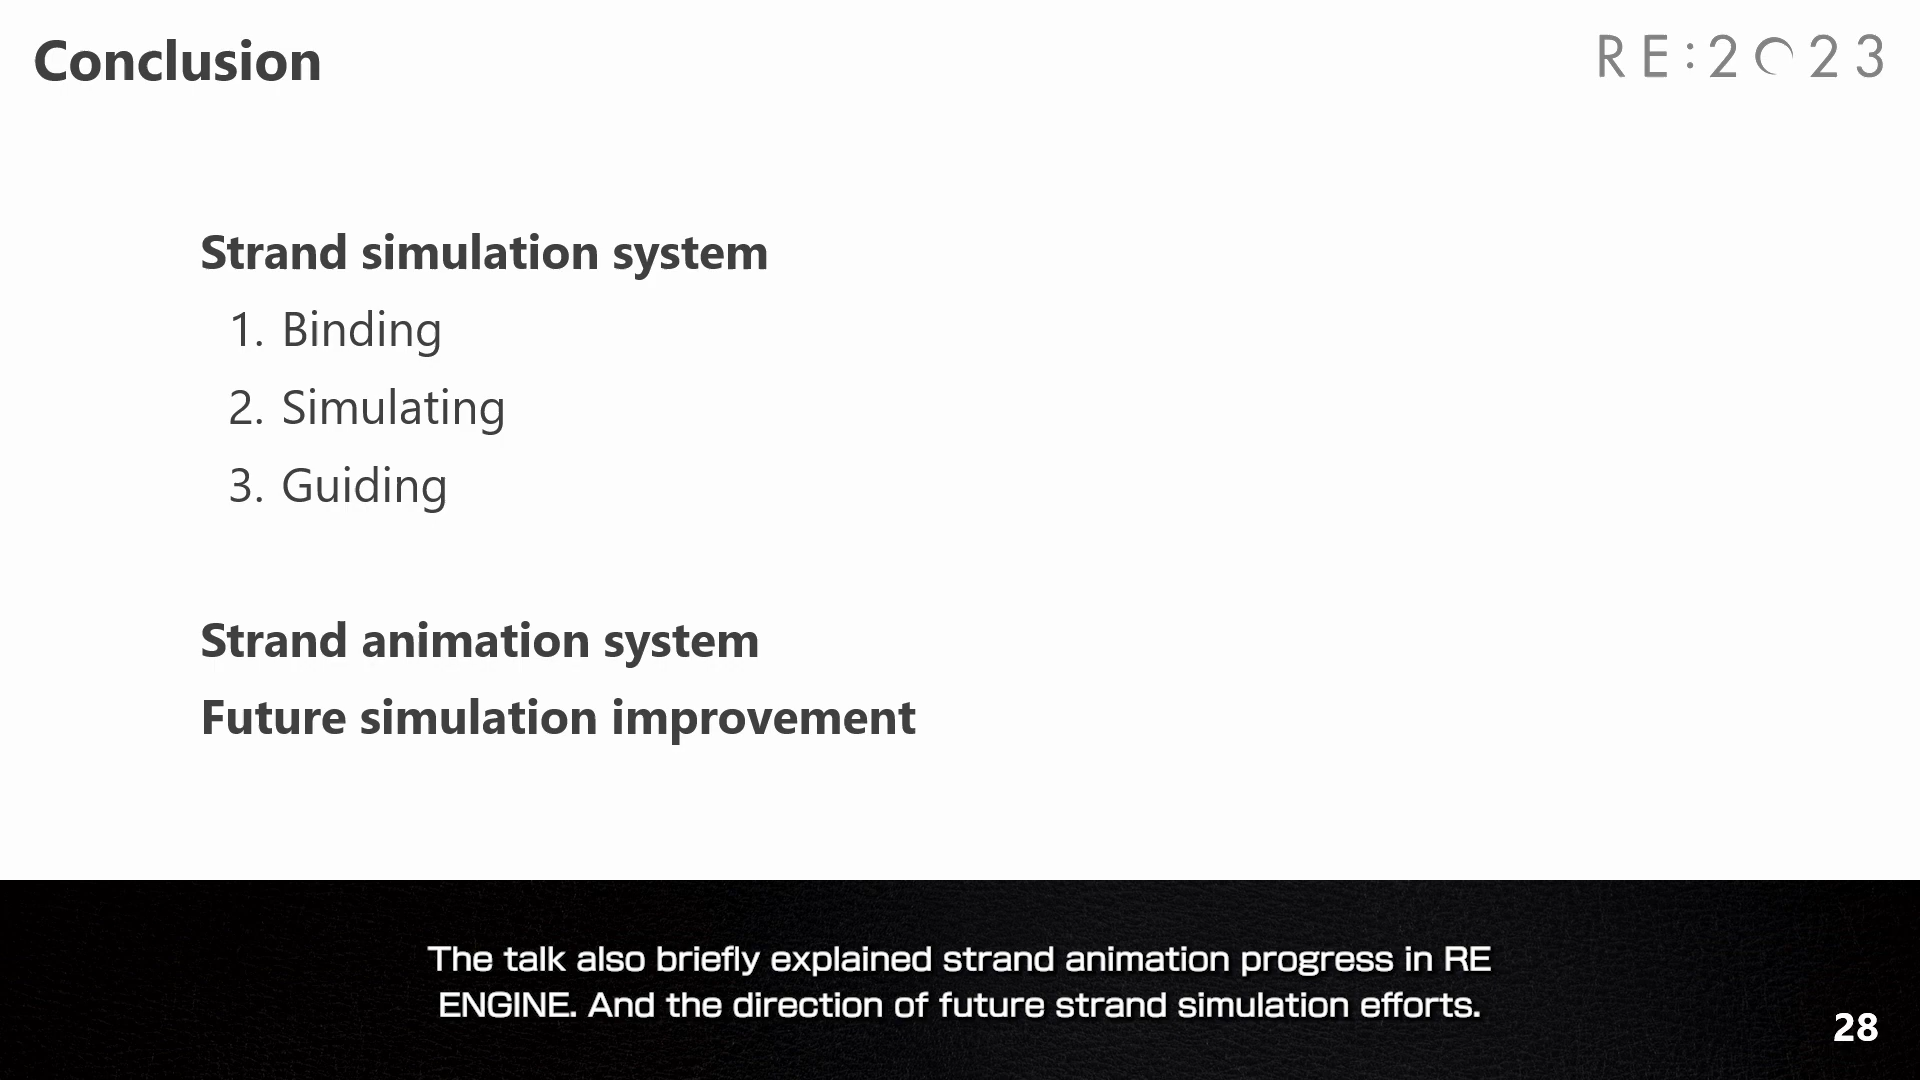 Conclusion
RE:2023
Strand simulation system
1. Binding
2. Simulating
3. Guiding
Strand animation system
Future simulation improvement
The talk also briefly explained strand animation progress in RE
ENGINE. And the direction of future strand simulation efforts.
28